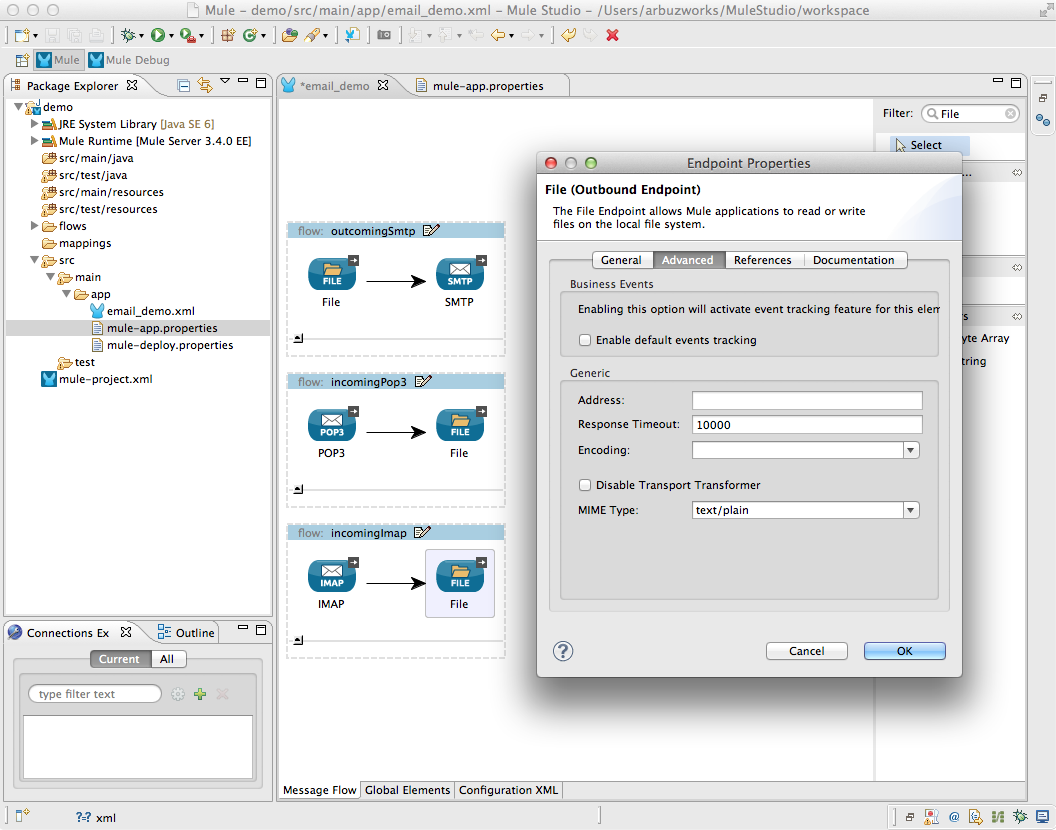 Mule – demo/src/main/app/email_demo.xml – Mule Studio – /Users/arbuzworks/MuleStudio/workspace
Mule
Mule Debug
Package Explorer
demo
JRE System Library [Java SE 6]
Mule Runtime [Mule Server 3.4.0 EE]
src/main/java
src/test/java
src/main/resources
src/test/resources
flows
mappings
src
main
app
email_demo.xml
mule-app.properties
mule-deploy.properties
test
mule-project.xml
Connections Ex
Outline
Current
All
type filter text
*email_demo
mule-app.properties
flow: outcomingSmtp
FILE
SMTP
File
SMTP
flow: incomingPop3
POP3
FILE
POP3
File
flow: incomingImap
IMAP
FILE
IMAP
File
Message Flow
Global Elements
Configuration XML
Filter:
File
Select
...
s
yte Array
tring
Endpoint Properties
File (Outbound Endpoint)
The File Endpoint allows Mule applications to read or write
files on the local file system.
General
Advanced
References
Documentation
Business Events
Enabling this option will activate event tracking feature for this elem
Enable default events tracking
Generic
Address:
Response Timeout:
10000
Encoding:
Disable Transport Transformer
MIME Type:
text/plain
?
Cancel
OK
?-? xml